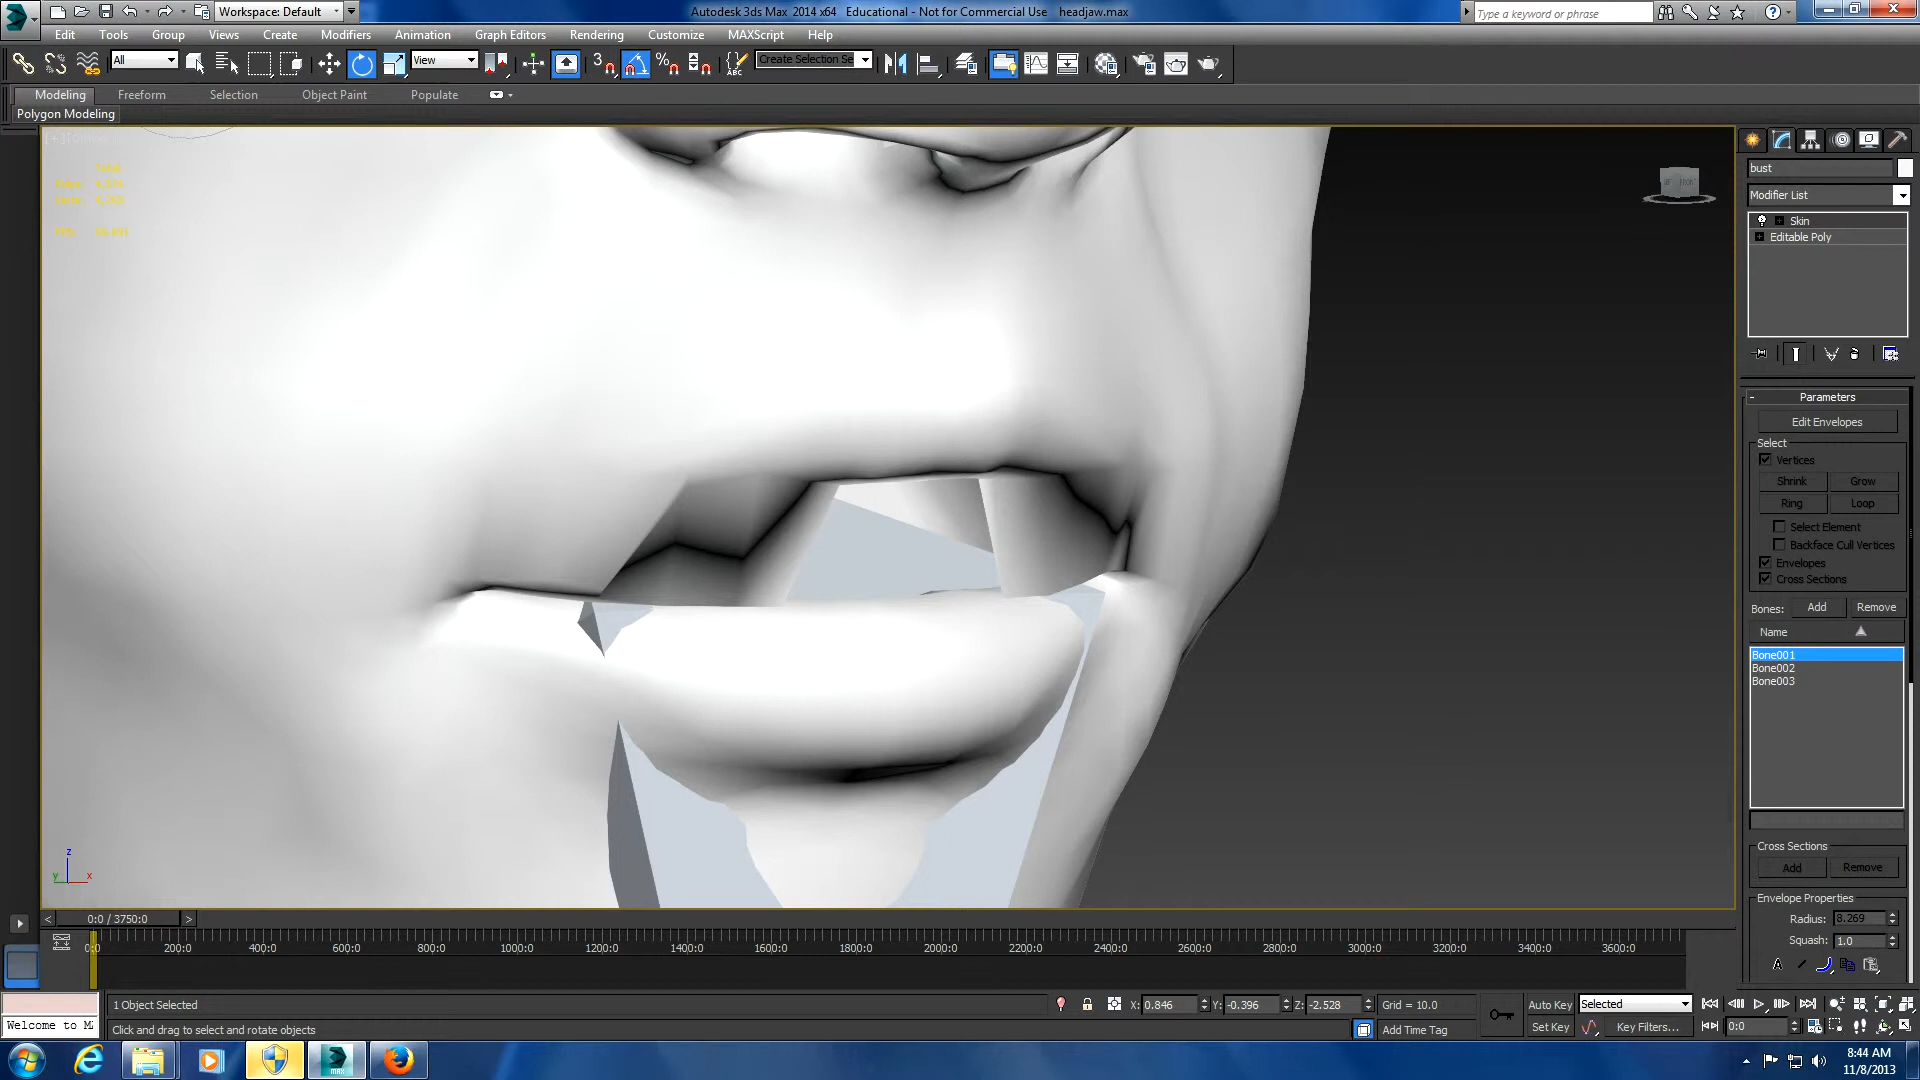 Workspace: Default
Autodesk 3ds Max 2014 x64 Educational - Not for Commercial Use headjaw.max
Type a keyword or phrase
Edit Tools Group Views Create Modifiers Animation Graph Editors Rendering Customize MAXScript Help
All
View
3
%
ABC
Create Selection Se
Modeling Freeform Selection Object Paint Populate
Polygon Modeling
Total
FPS:
bust
Modifier List
Skin
Editable Poly
Parameters
Edit Envelopes
Select
Vertices
Shrink Grow
Ring Loop
Select Element
Backface Cull Vertices
Envelopes
Cross Sections
Bones: Add Remove
Name
Bone001
Bone002
Bone003
Cross Sections
Add Remove
Envelope Properties
Radius: 8.269
Squash: 1.0
A
z
y x
< 0:0 / 3750:0 >
0:0 200:0 400:0 600:0 800:0 1000:0 1200:0 1400:0 1600:0 1800:0 2000:0 2200:0 2400:0 2600:0 2800:0 3000:0 3200:0 3400:0 3600:0
1 Object Selected
X: 0.846 Y: -0.396 Z: -2.528 Grid = 10.0
Auto Key Selected
Welcome to M
Click and drag to select and rotate objects
Add Time Tag
Set Key Key Filters... 0:0
MAX
8:44 AM
11/8/2013